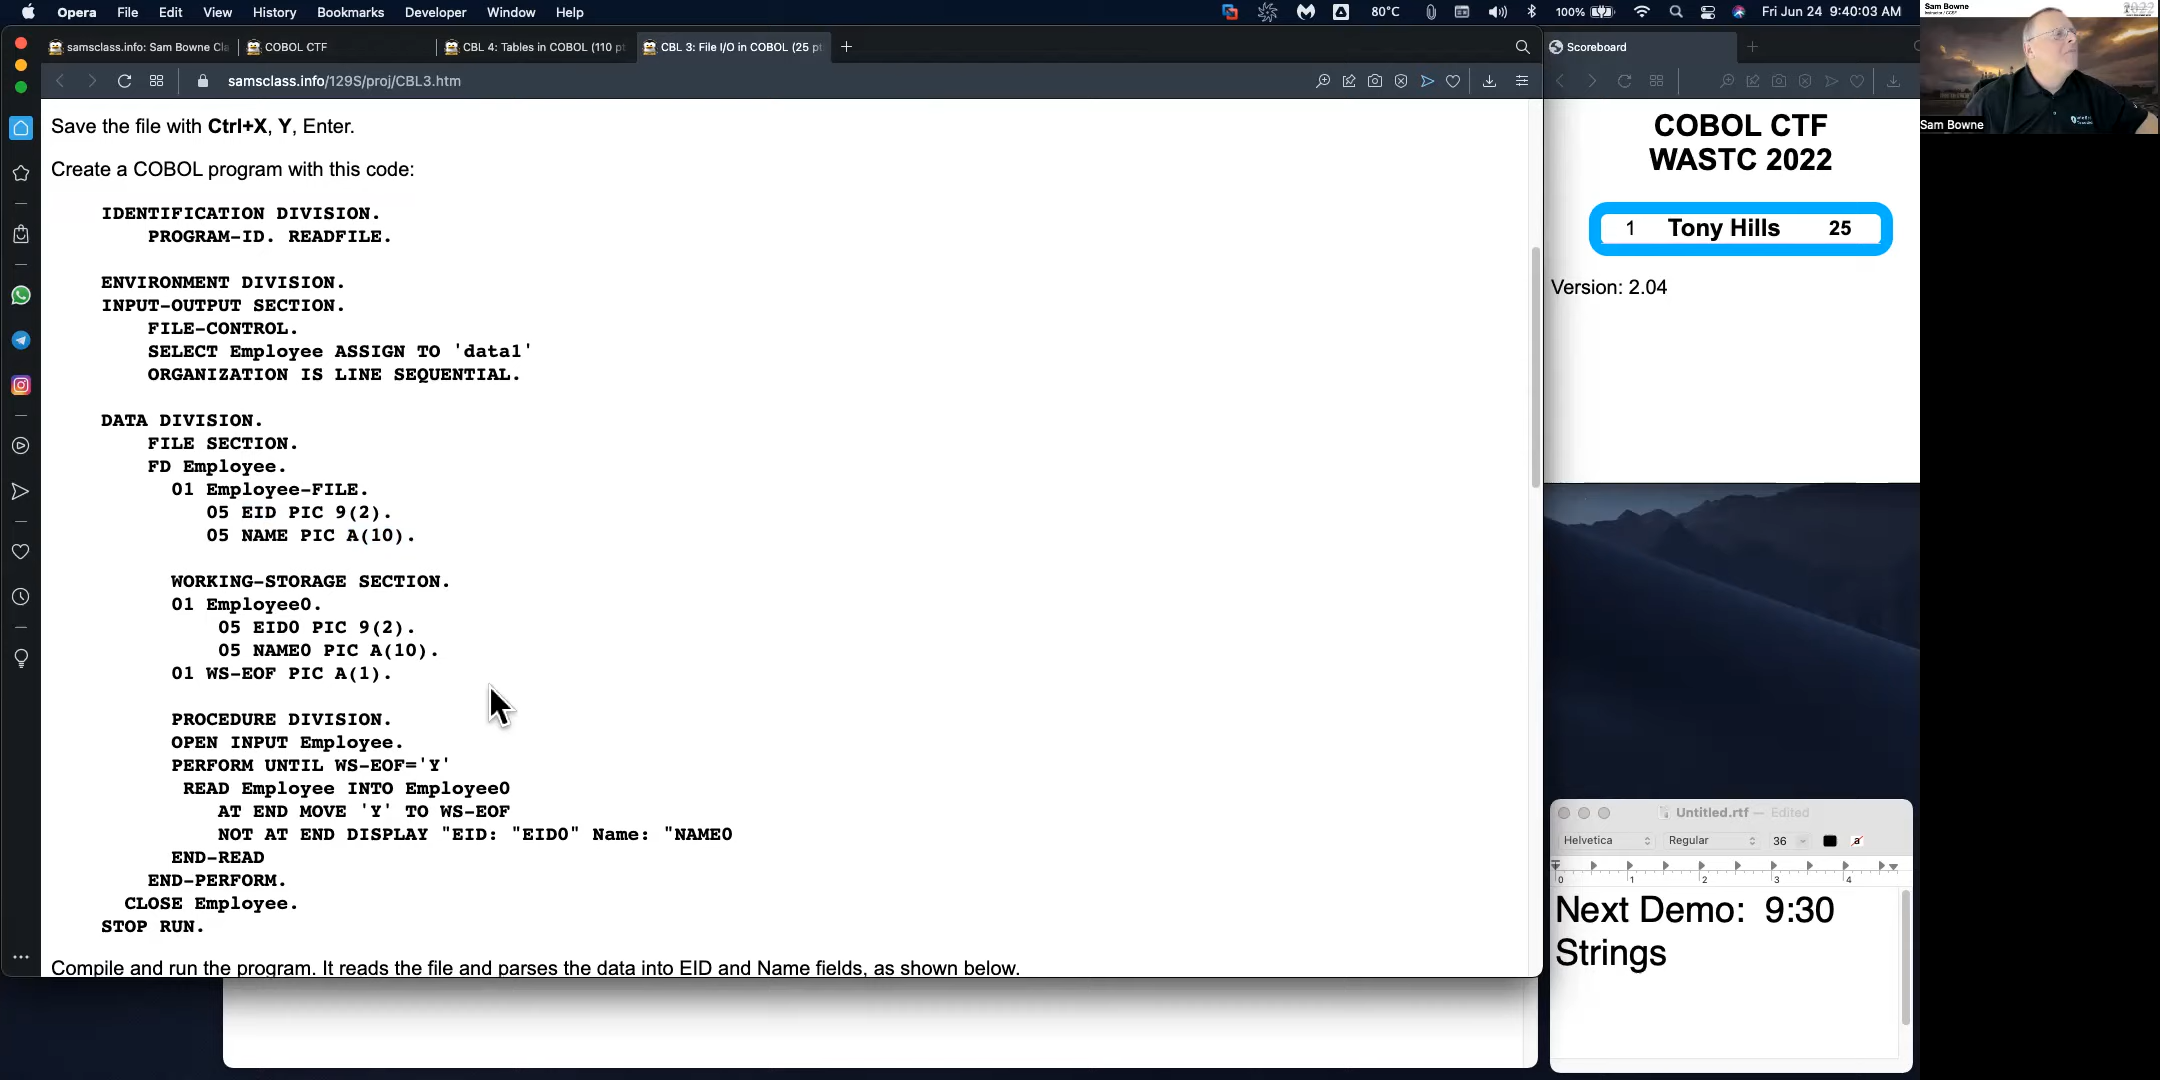 Opera File Edit View History Bookmarks Developer Window Help
80°C 100% Fri Jun 24 9:40:03 AM
samsclass.info: Sam Bowne Cla
COBOL CTF
CBL 4: Tables in COBOL (110 pt
CBL 3: File I/O in COBOL (25 pt
samsclass.info/129S/proj/CBL3.htm
Save the file with Ctrl+X, Y, Enter.
Create a COBOL program with this code:
IDENTIFICATION DIVISION.
PROGRAM-ID. READFILE.
ENVIRONMENT DIVISION.
INPUT-OUTPUT SECTION.
FILE-CONTROL.
SELECT Employee ASSIGN TO 'data1'
ORGANIZATION IS LINE SEQUENTIAL.
DATA DIVISION.
FILE SECTION.
FD Employee.
01 Employee-FILE.
05 EID PIC 9(2).
05 NAME PIC A(10).
WORKING-STORAGE SECTION.
01 Employee0.
05 EID0 PIC 9(2).
05 NAME0 PIC A(10).
01 WS-EOF PIC A(1).
PROCEDURE DIVISION.
OPEN INPUT Employee.
PERFORM UNTIL WS-EOF='Y'
READ Employee INTO Employee0
AT END MOVE 'Y' TO WS-EOF
NOT AT END DISPLAY "EID: "EID0" Name: "NAME0
END-READ
END-PERFORM.
CLOSE Employee.
STOP RUN.
Compile and run the program. It reads the file and parses the data into EID and Name fields, as shown below.
Scoreboard
COBOL CTF
WASTC 2022
1 Tony Hills 25
Version: 2.04
Untitled.rtf — Edited
Helvetica Regular 36
0 1 2 3 4
Next Demo: 9:30
Strings
Sam Bowne
2022
Sam Bowne